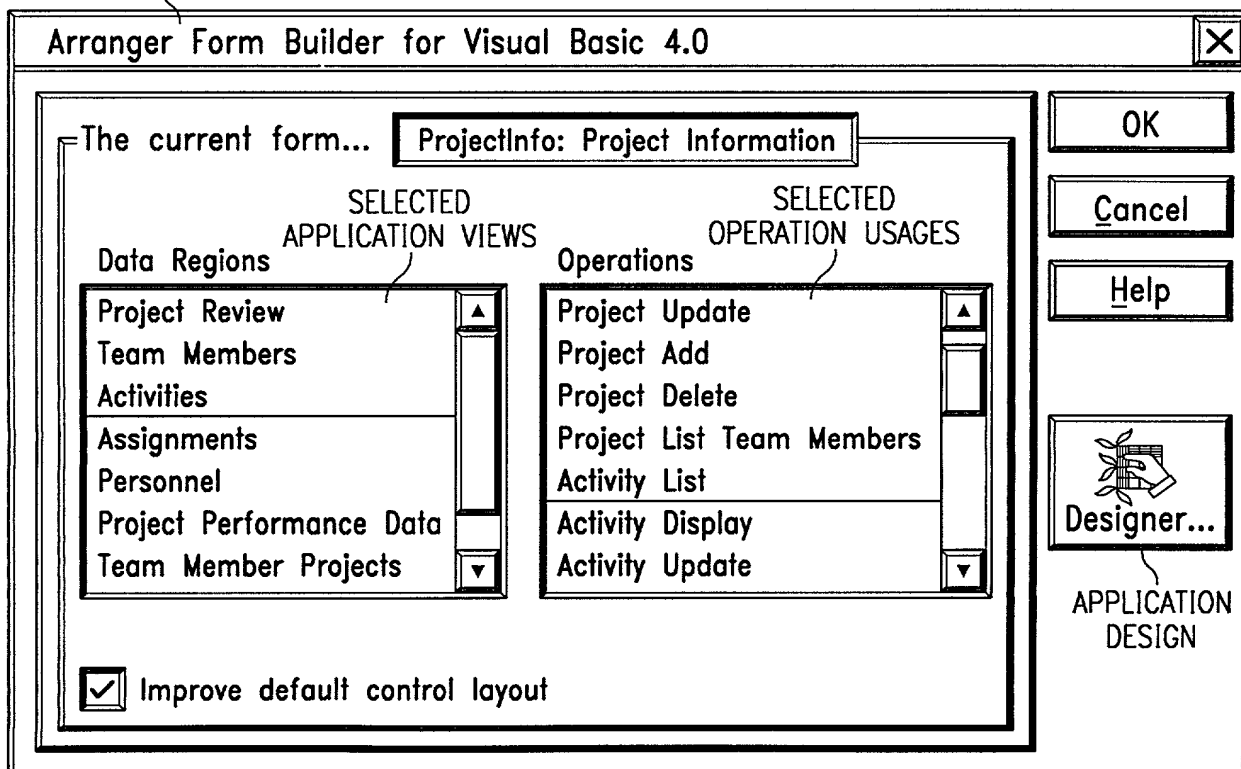 Arranger Form Builder for Visual Basic 4.0
The current form...
ProjectInfo: Project Information
OK
Cancel
Help
SELECTED
APPLICATION VIEWS
SELECTED
OPERATION USAGES
Data Regions
Project Review
Team Members
Activities
Assignments
Personnel
Project Performance Data
Team Member Projects
Operations
Project Update
Project Add
Project Delete
Project List Team Members
Activity List
Activity Display
Activity Update
Designer...
APPLICATION
DESIGN
Improve default control layout